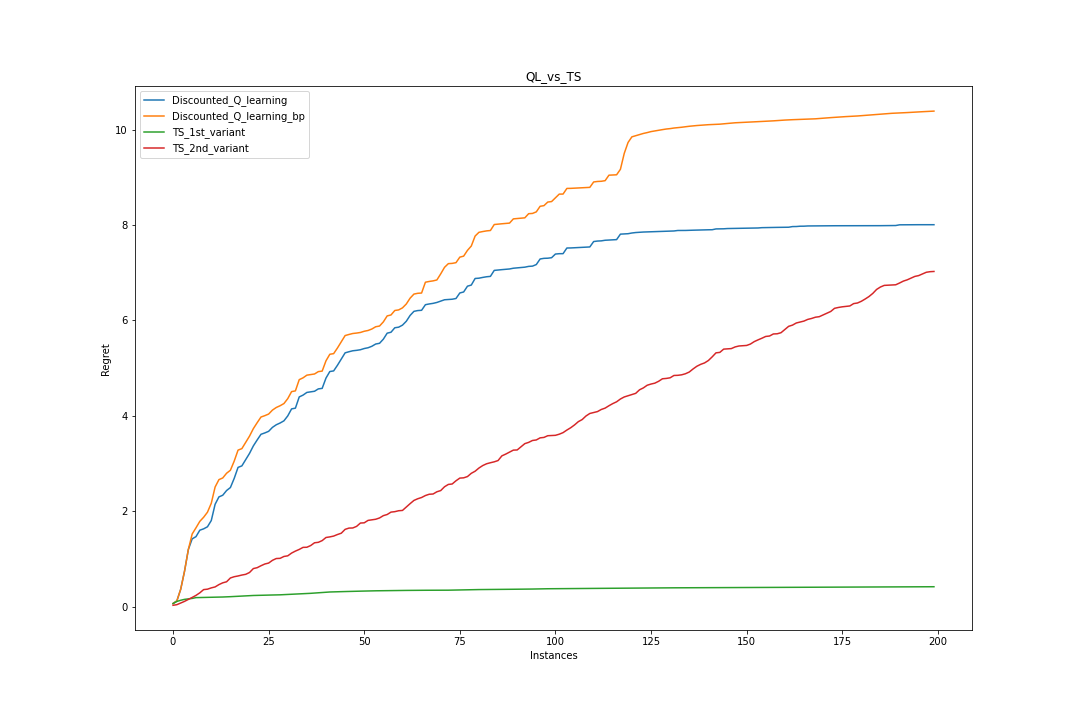 QL_vs_TS
Discounted_Q_learning
Discounted_Q_learning_bp
TS_1st_variant
TS_2nd_variant
10
8
6
4
2
0
Regret
0 25 50 75 100 125 150 175 200
Instances